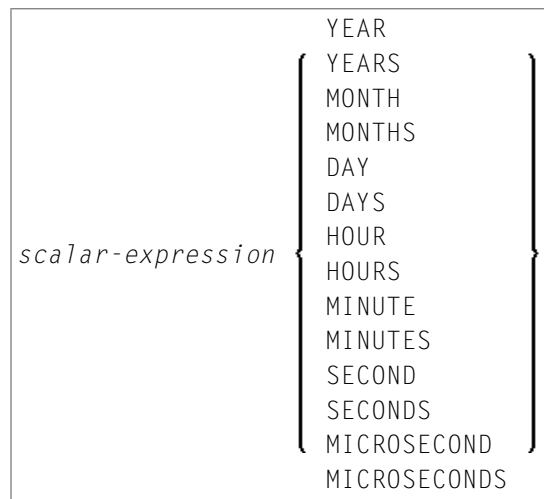 YEAR
YEARS
MONTH
MONTHS
DAY
DAYS
HOUR
scalar-expression
HOURS
MINUTE
MINUTES
SECOND
SECONDS
MICROSECOND
MICROSECONDS